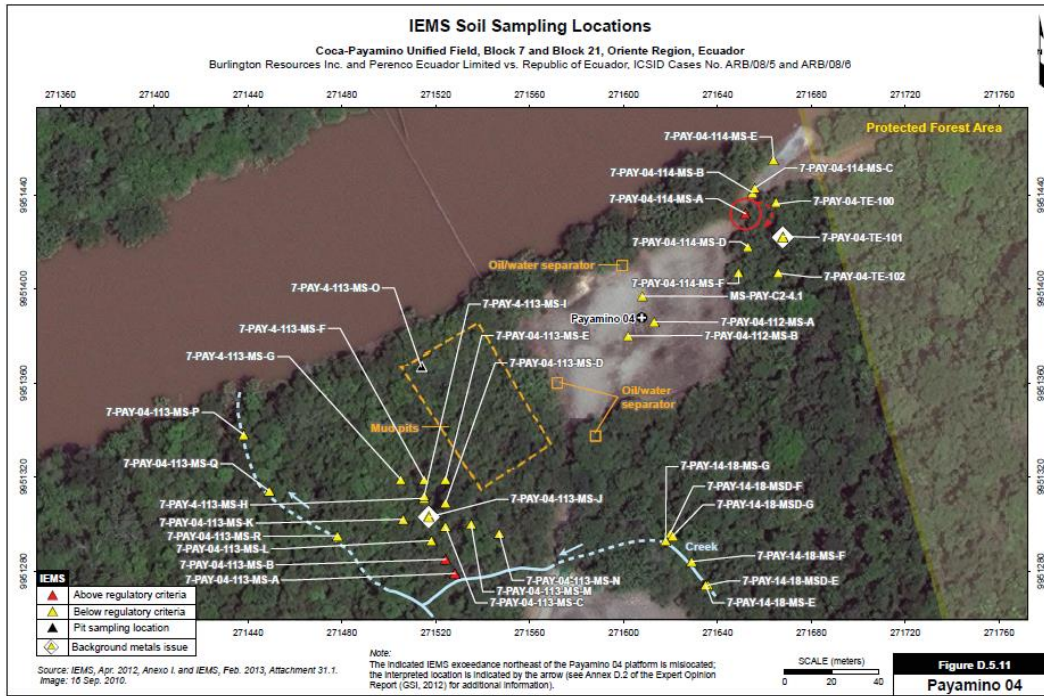 IEMS Soil Sampling Locations
Coca-Payamino Unified Field, Block 7 and Block 21, Oriente Region, Ecuador
Burlington Resources Inc. and Perenco Ecuador Limited vs. Republic of Ecuador, ICSID Cases No. ARB/08/5 and ARB/08/6
271360 271400 271440 271480 271520 271560 271600 271640 271680 271720 271760
Protected Forest Area
7-PAY-04-114-MS-E
7-PAY-04-114-MS-B
7-PAY-04-114-MS-C
9951440
9951440
7-PAY-04-114-MS-A
7-PAY-04-TE-100
7-PAY-04-TE-101
7-PAY-04-114-MS-D
Oil/water separator
7-PAY-04-TE-102
7-PAY-04-114-MS-F
9951400
9951400
7-PAY-4-113-MS-O
7-PAY-4-113-MS-I
MS-PAY-C2-4.1
Payamino 04
7-PAY-04-112-MS-A
7-PAY-4-113-MS-F
7-PAY-04-113-MS-E
7-PAY-04-112-MS-B
7-PAY-4-113-MS-G
7-PAY-04-113-MS-D
9951360
9951360
Oil/water
separator
7-PAY-04-113-MS-P
Mud pits
7-PAY-04-113-MS-Q
7-PAY-14-18-MS-G
9951320
9951320
7-PAY-14-18-MSD-F
7-PAY-4-113-MS-H
7-PAY-04-113-MS-J
7-PAY-14-18-MSD-G
7-PAY-04-113-MS-K
7-PAY-04-113-MS-R
7-PAY-04-113-MS-L
Creek
7-PAY-14-18-MS-F
7-PAY-04-113-MS-B
7-PAY-04-113-MS-A
7-PAY-04-113-MS-N
7-PAY-14-18-MSD-E
9951280
9951280
7-PAY-04-113-MS-M
7-PAY-04-113-MS-C
7-PAY-14-18-MS-E
IEMS
Above regulatory criteria
Below regulatory criteria
Pit sampling location
Background metals issue
271440 271480 271520 271560 271600 271640 271680 271720 271760
Source: IEMS, Apr. 2012, Anexo I. and IEMS, Feb. 2013, Attachment 31.1.
Image: 16 Sep. 2010.
Note:
The indicated IEMS exceedance northeast of the Payamino 04 platform is mislocated;
the interpreted location is indicated by the arrow (see Annex D.2 of the Expert Opinion
Report (GSI, 2012) for additional information).
SCALE (meters)
0 20 40
Figure D.5.11
Payamino 04